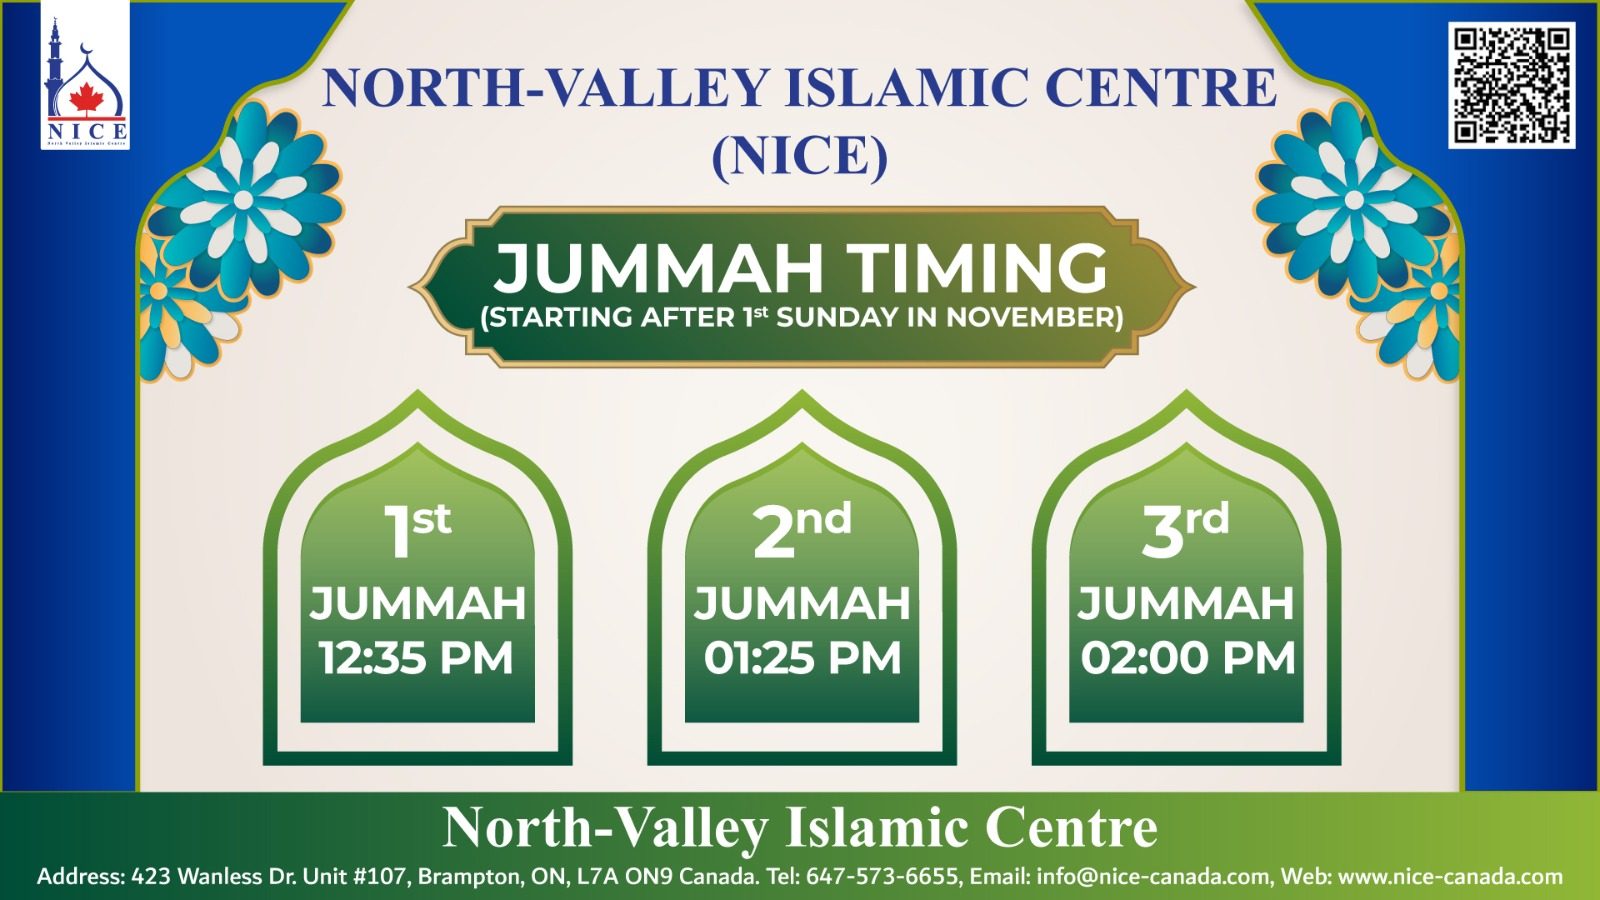 NICE
North Valley Islamic Centre
NORTH-VALLEY ISLAMIC CENTRE
(NICE)
JUMMAH TIMING
(STARTING AFTER 1st SUNDAY IN NOVEMBER)
1st
JUMMAH
12:35 PM
2nd
JUMMAH
01:25 PM
3rd
JUMMAH
02:00 PM
North-Valley Islamic Centre
Address: 423 Wanless Dr. Unit #107, Brampton, ON, L7A ON9 Canada. Tel: 647-573-6655, Email: info@nice-canada.com, Web: www.nice-canada.com